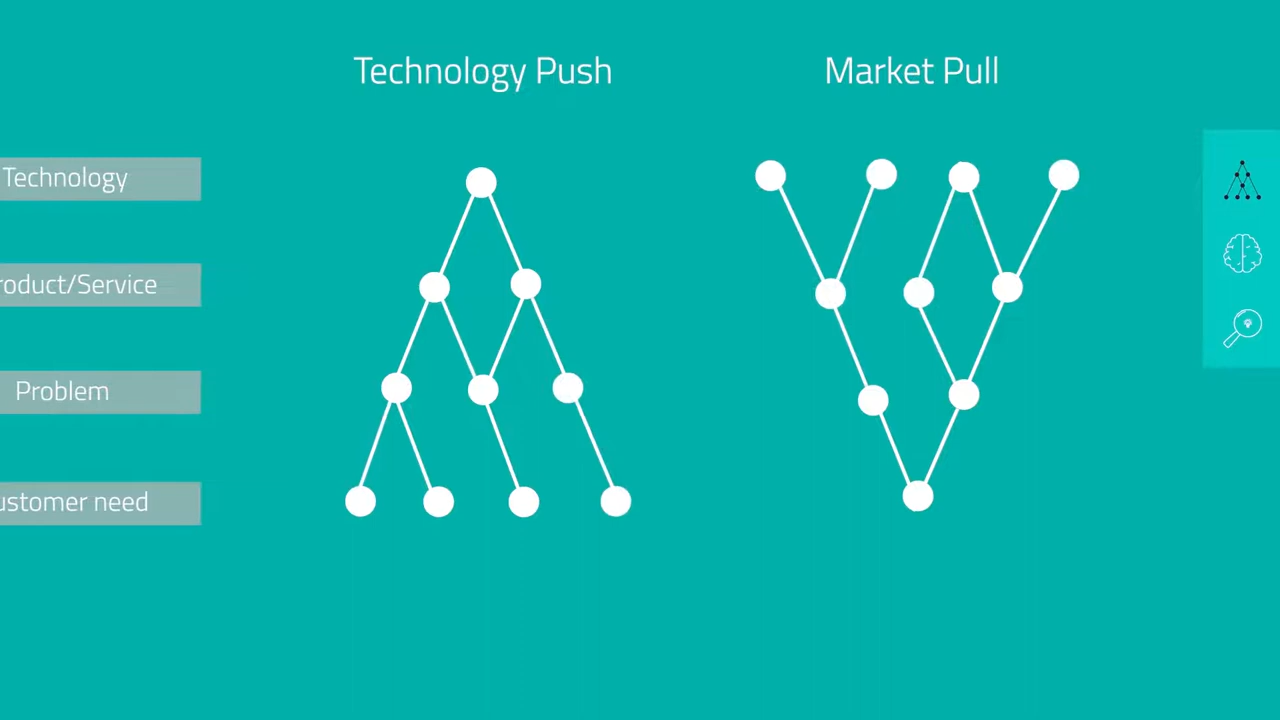 Technology Push
Market Pull
Technology
roduct/Service
Problem
ustomer need